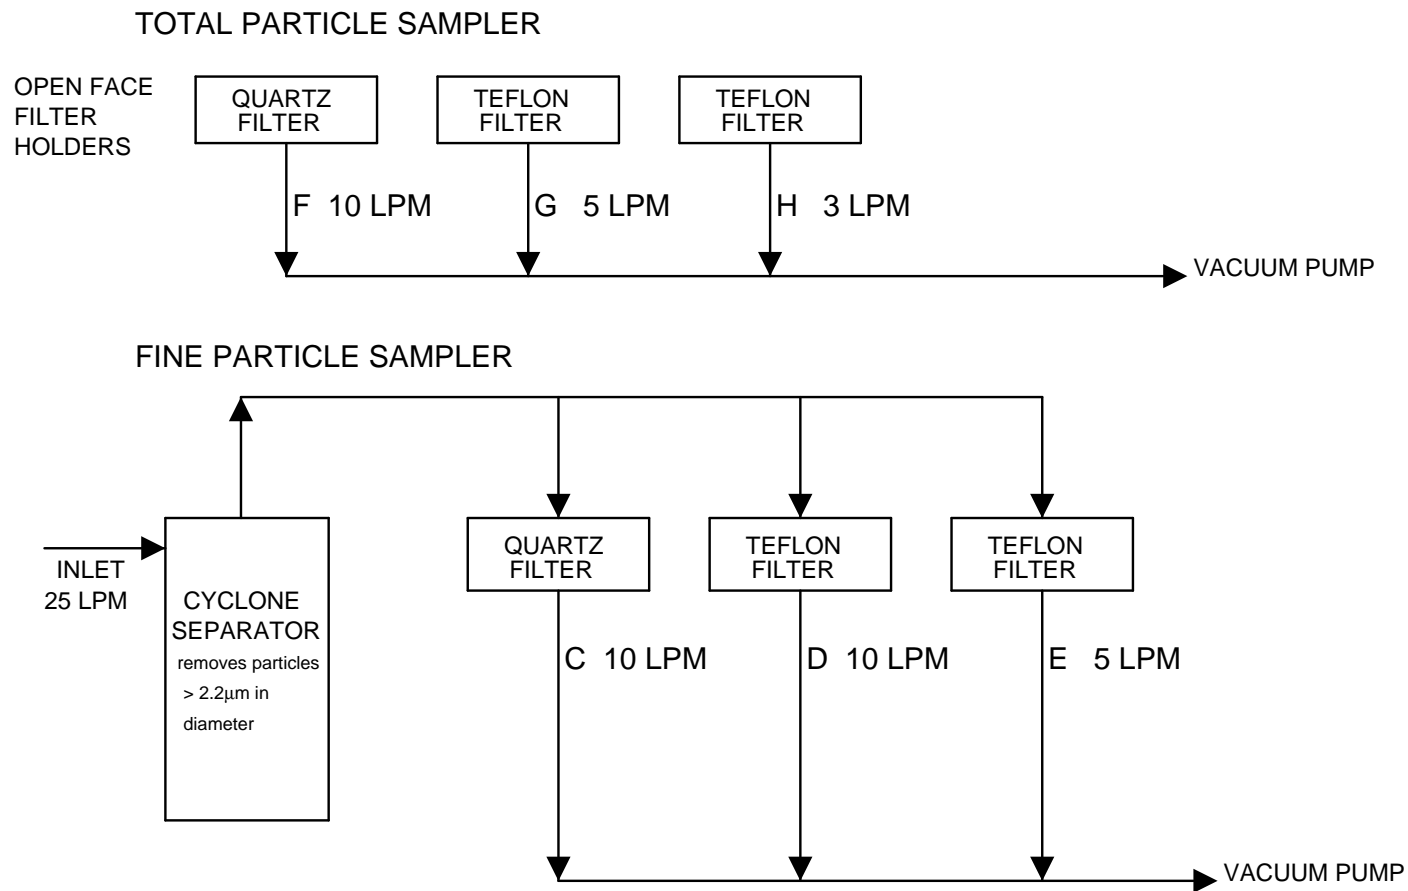 TOTAL PARTICLE SAMPLER
OPEN FACE
FILTER
HOLDERS
QUARTZ
FILTER
TEFLON
FILTER
TEFLON
FILTER
F 10 LPM
G 5 LPM
H 3 LPM
VACUUM PUMP
FINE PARTICLE SAMPLER
INLET
25 LPM
CYCLONE
SEPARATOR
removes particles
> 2.2μm in
diameter
QUARTZ
FILTER
TEFLON
FILTER
TEFLON
FILTER
C 10 LPM
D 10 LPM
E 5 LPM
VACUUM PUMP